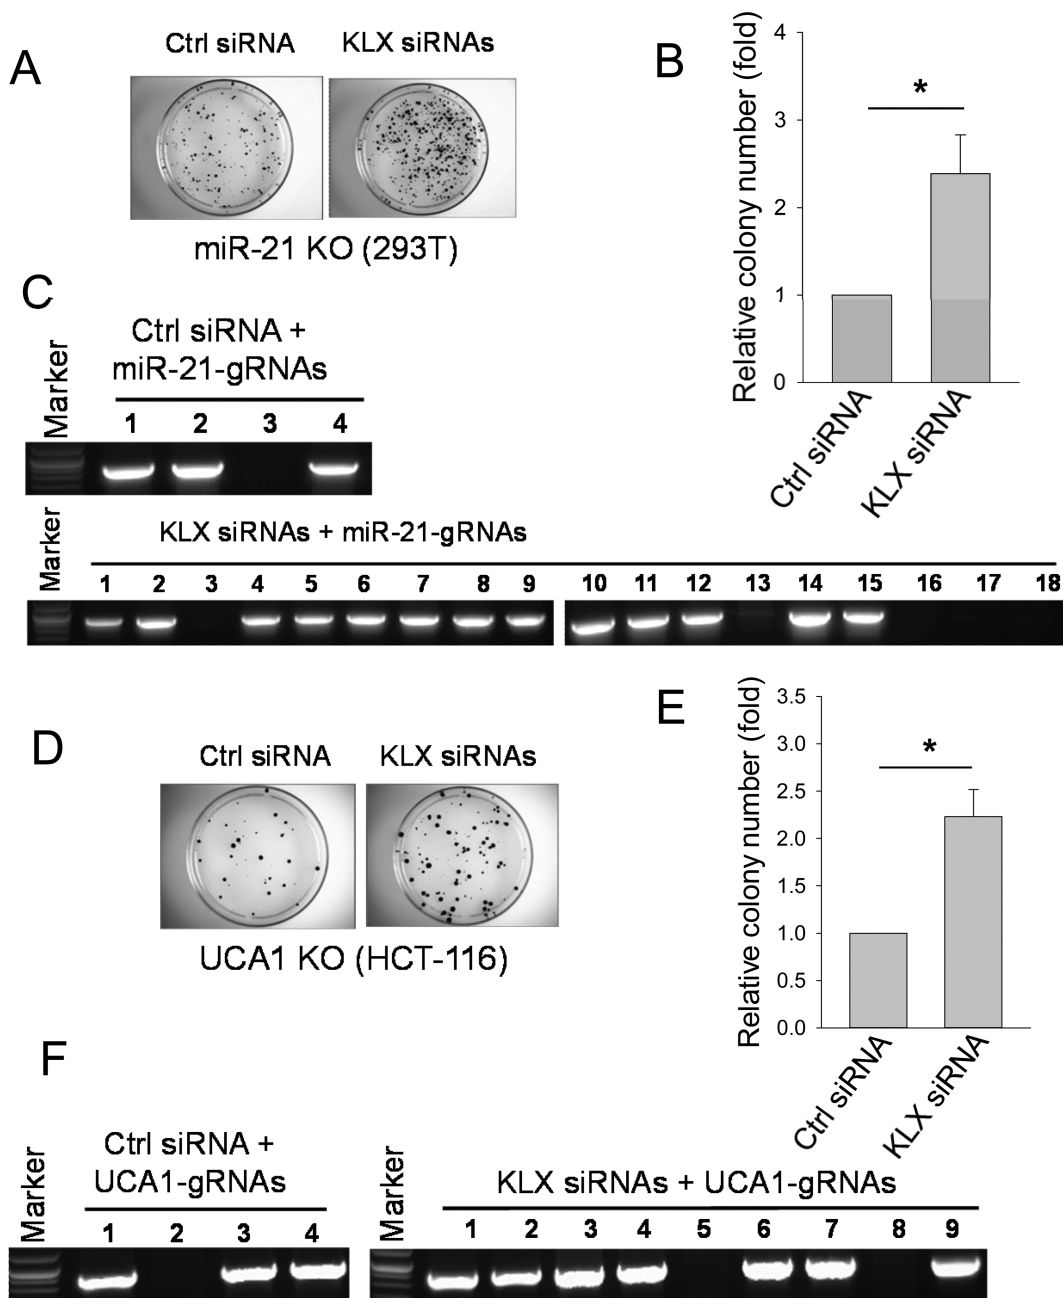 A
Ctrl siRNA
KLX siRNAs
miR-21 KO (293T)
B
Relative colony number (fold)
4
3
2
1
0
*
Ctrl siRNA
KLX siRNA
C
Marker
Ctrl siRNA +
miR-21-gRNAs
1 2 3 4
Marker
KLX siRNAs + miR-21-gRNAs
1 2 3 4 5 6 7 8 9 10 11 12 13 14 15 16 17 18
D
Ctrl siRNA
KLX siRNAs
UCA1 KO (HCT-116)
E
Relative colony number (fold)
3.5
3.0
2.5
2.0
1.5
1.0
0.5
0.0
*
Ctrl siRNA
KLX siRNA
F
Marker
Ctrl siRNA +
UCA1-gRNAs
1 2 3 4
Marker
KLX siRNAs + UCA1-gRNAs
1 2 3 4 5 6 7 8 9